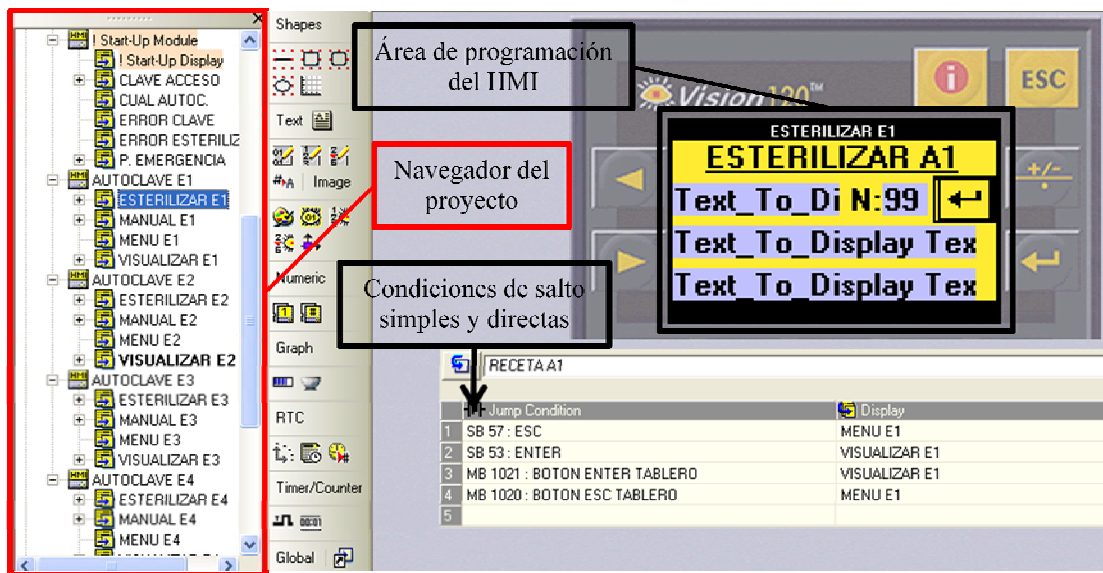 ! Start-Up Module
! Start-Up Display
CLAVE ACCESO
CUAL AUTOC.
ERROR CLAVE
ERROR ESTERILIZ
P. EMERGENCIA
AUTOCLAVE E1
ESTERILIZAR E1
MANUAL E1
MENU E1
VISUALIZAR E1
AUTOCLAVE E2
ESTERILIZAR E2
MANUAL E2
MENU E2
VISUALIZAR E2
AUTOCLAVE E3
ESTERILIZAR E3
MANUAL E3
MENU E3
VISUALIZAR E3
AUTOCLAVE E4
ESTERILIZAR E4
MANUAL E4
MENU E4
Shapes
Text
Image
Numeric
Graph
RTC
Timer/Counter
Global
Área de programación
del HMI
Navegador del
proyecto
Condiciones de salto
simples y directas
Vision120™
ESC
+/-
ESTERILIZAR E1
ESTERILIZAR A1
Text_To_Di N:99
Text_To_Display Tex
Text_To_Display Tex
RECETA A1
Jump Condition Display
1 SB 57 : ESC MENU E1
2 SB 53 : ENTER VISUALIZAR E1
3 MB 1021 : BOTON ENTER TABLERO VISUALIZAR E1
4 MB 1020 : BOTON ESC TABLERO MENU E1
5